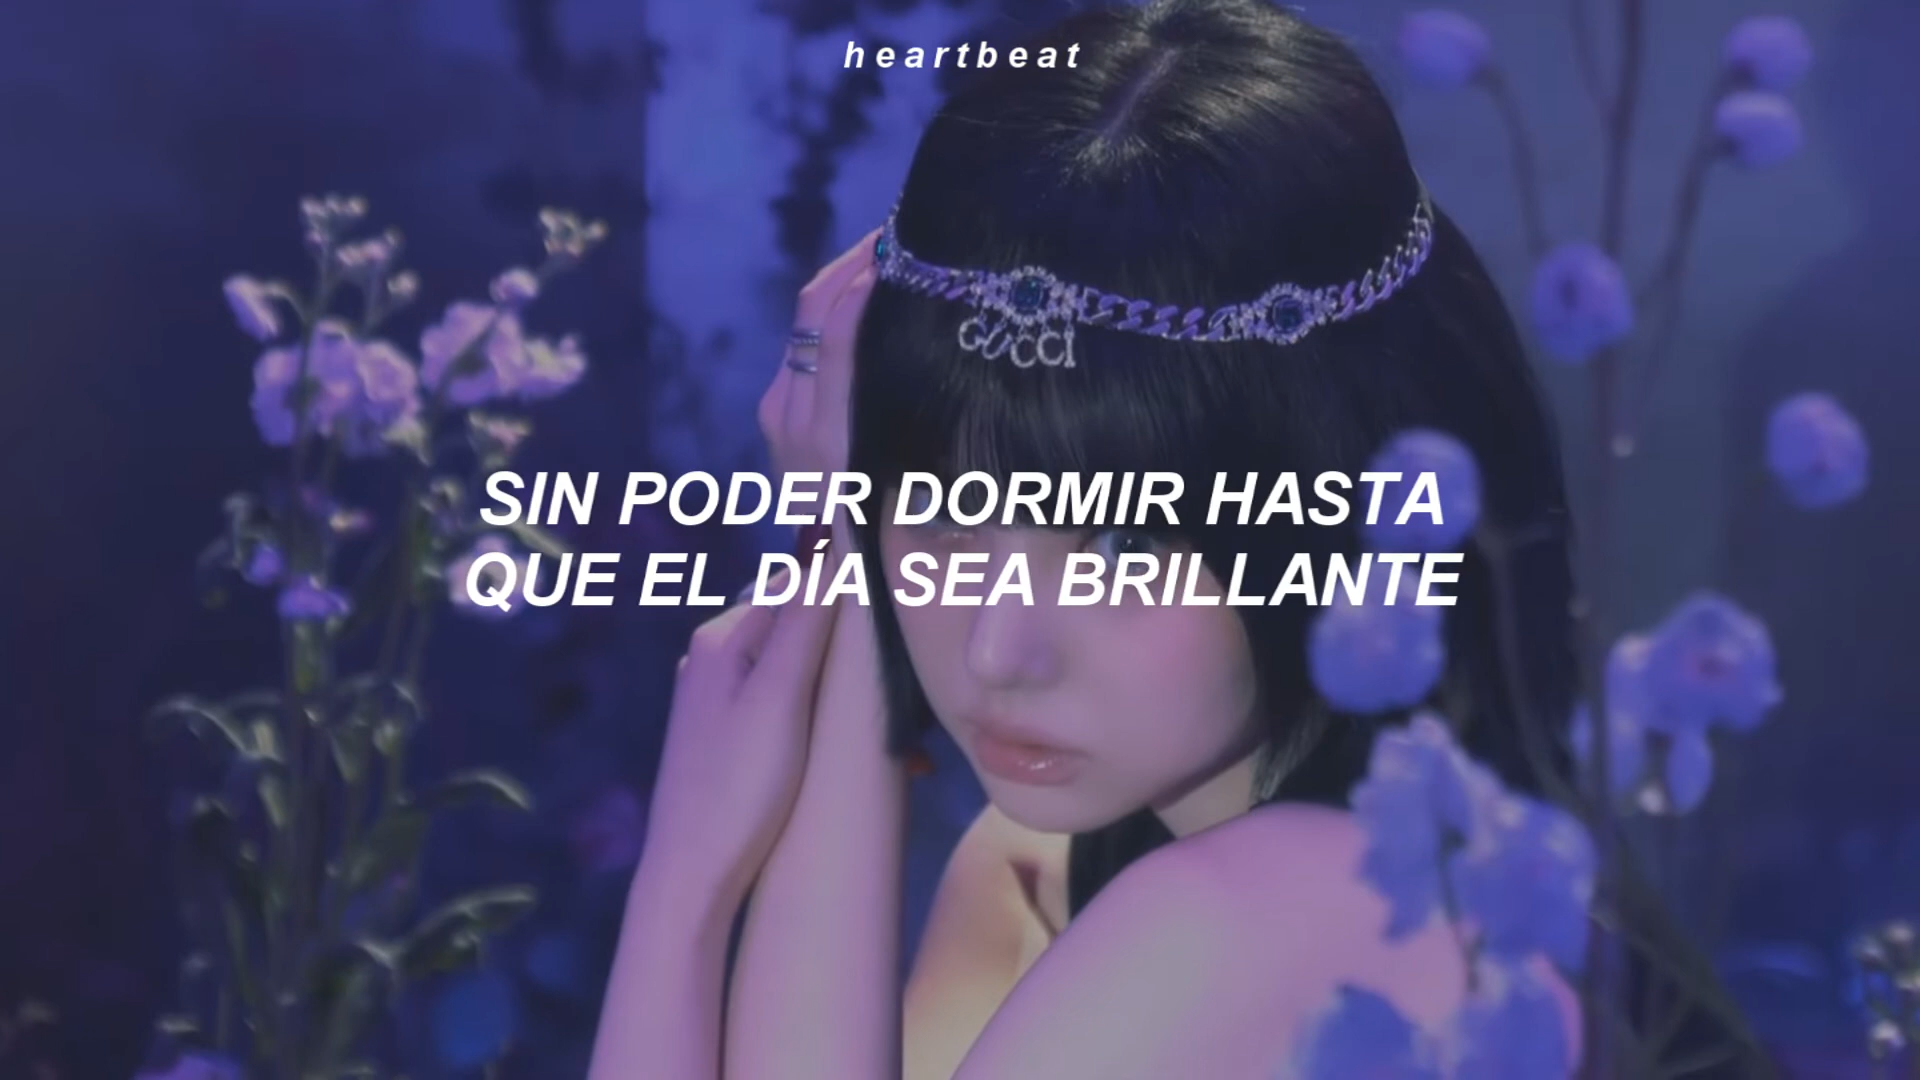 heartbeat
GUCCI
SIN PODER DORMIR HASTA
QUE EL DÍA SEA BRILLANTE